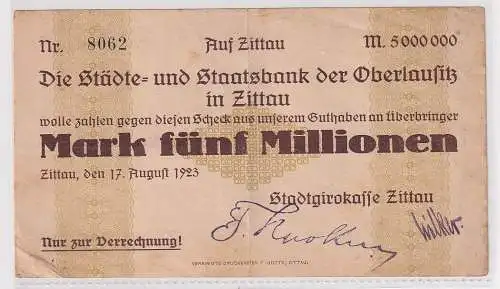 Nr. 8062 Auf Zittau M. 5000000
Die Städte- und Staatsbank der Oberlausitz
in Zittau
wolle zahlen gegen diesen Scheck aus unserem Guthaben an Überbringer
Mark fünf Millionen
Zittau, den 17. August 1923
Stadtgirokasse Zittau
Nur zur Verrechnung!